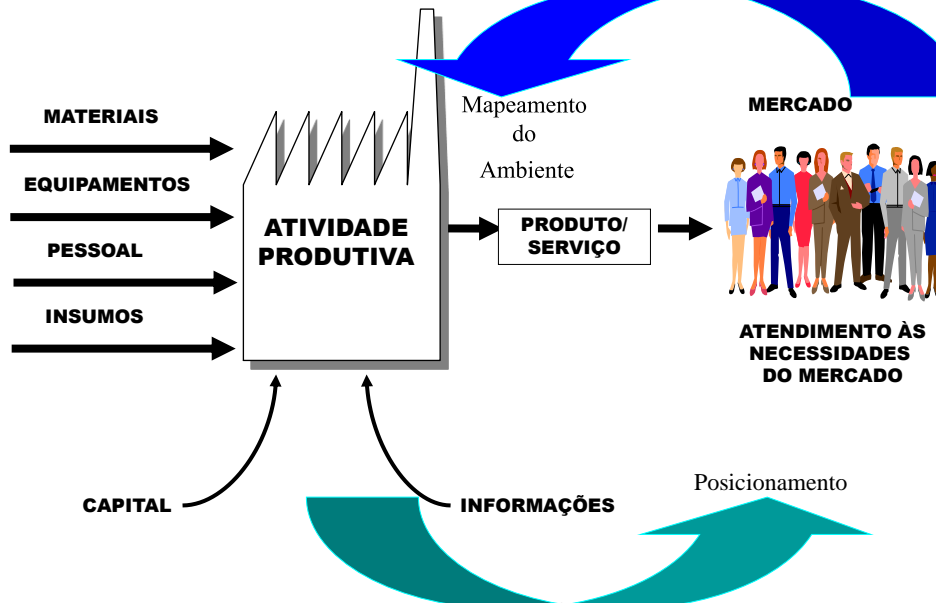 MATERIAIS
EQUIPAMENTOS
PESSOAL
INSUMOS
ATIVIDADE
PRODUTIVA
CAPITAL
INFORMAÇÕES
Mapeamento
do
Ambiente
PRODUTO/
SERVIÇO
MERCADO
ATENDIMENTO ÀS
NECESSIDADES
DO MERCADO
Posicionamento